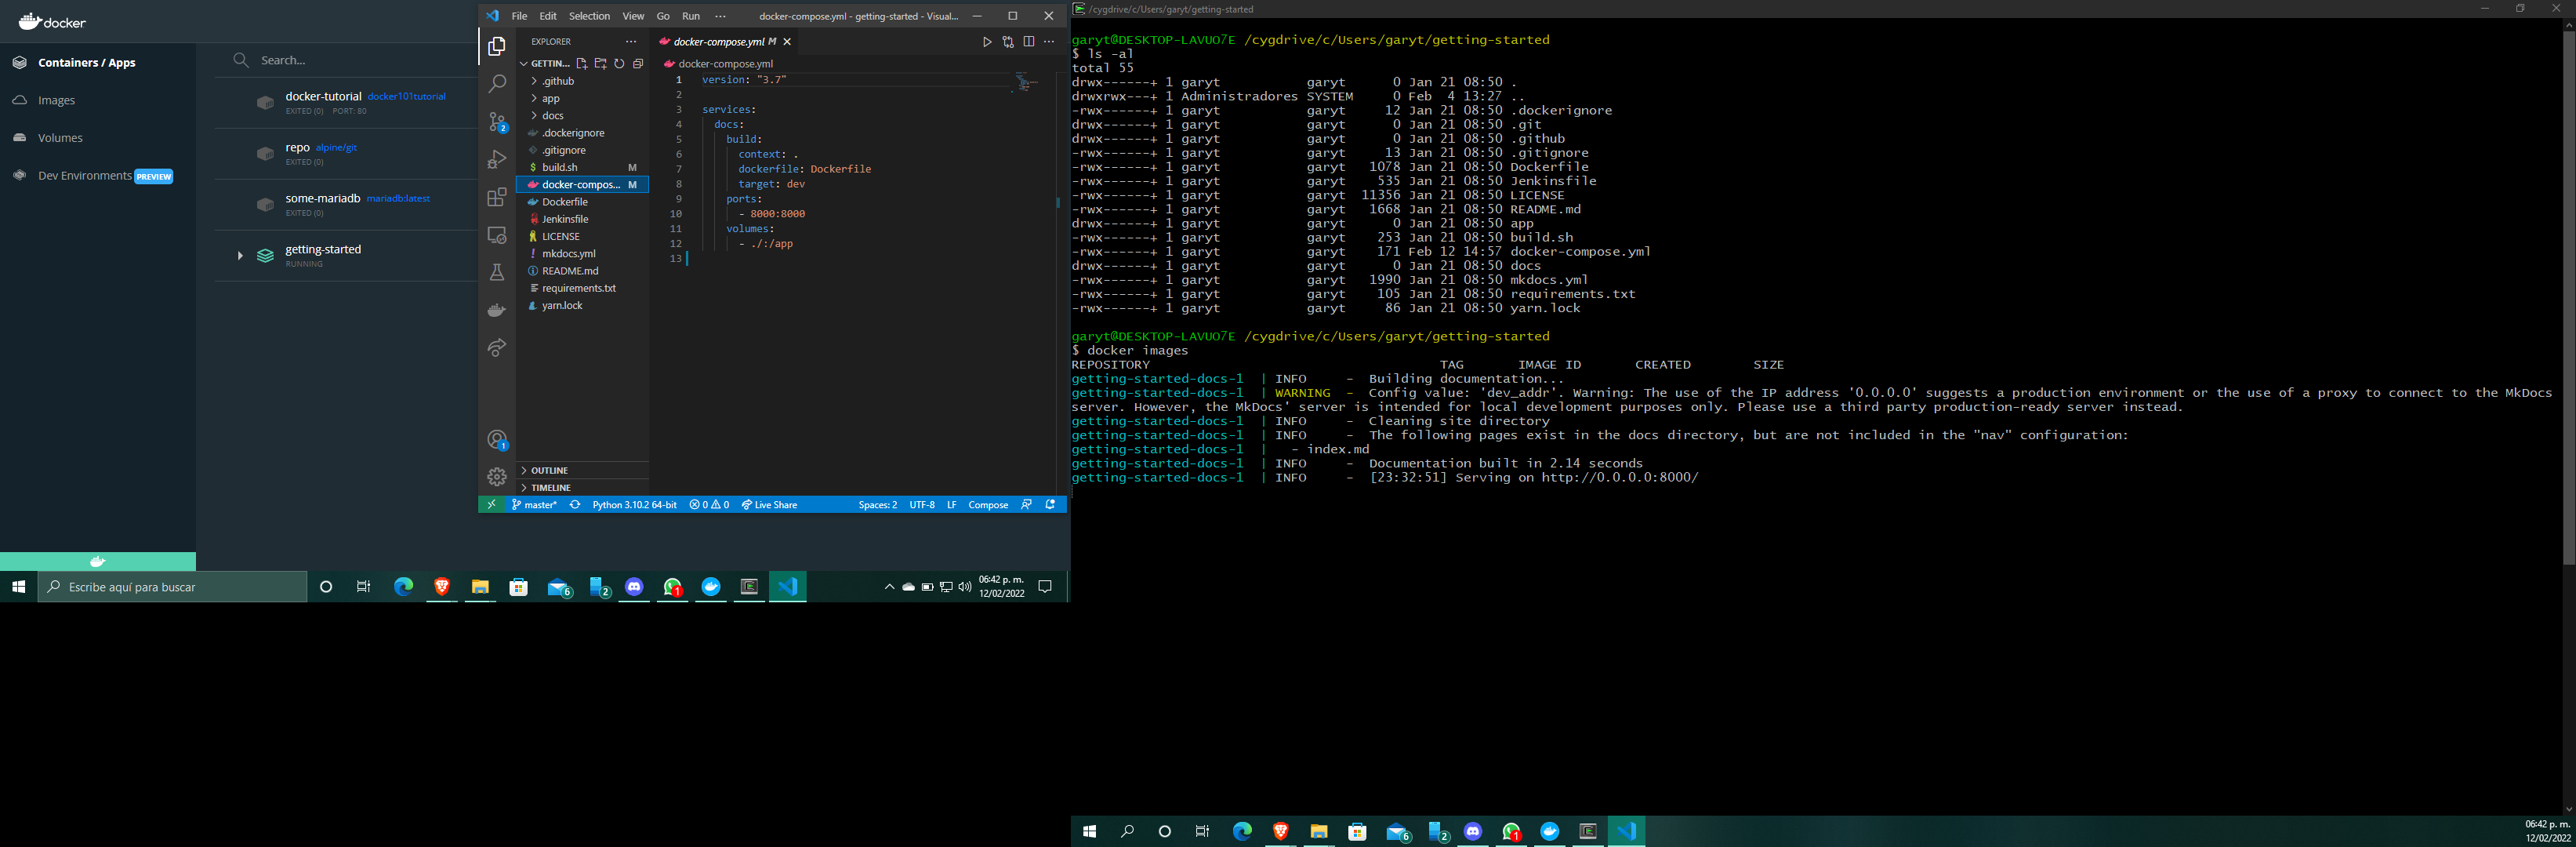 docker
Containers / Apps
Images
Volumes
Dev Environments PREVIEW
Search...
docker-tutorial docker101tutorial
EXITED (0) PORT: 80
repo alpine/git
EXITED (0)
some-mariadb mariadb:latest
EXITED (0)
getting-started
RUNNING
File Edit Selection View Go Run ··· docker-compose.yml - getting-started - Visual...
EXPLORER ···
GETTIN...
.github
app
docs
.dockerignore
.gitignore
$ build.sh M
docker-compos... M
Dockerfile
Jenkinsfile
LICENSE
! mkdocs.yml
README.md
requirements.txt
yarn.lock
OUTLINE
TIMELINE
2
1
docker-compose.yml M
docker-compose.yml
1 version: "3.7"
2
3 services:
4 docs:
5 build:
6 context: .
7 dockerfile: Dockerfile
8 target: dev
9 ports:
10 - 8000:8000
11 volumes:
12 - ./:/app
13
master* Python 3.10.2 64-bit 0 0 Live Share Spaces: 2 UTF-8 LF Compose
Escribe aquí para buscar
6 2 1
06:42 p. m.
12/02/2022
/cygdrive/c/Users/garyt/getting-started
garyt@DESKTOP-LAVUO7E /cygdrive/c/Users/garyt/getting-started
$ ls -al
total 55
drwx------+ 1 garyt garyt 0 Jan 21 08:50 .
drwxrwx---+ 1 Administradores SYSTEM 0 Feb 4 13:27 ..
-rwx------+ 1 garyt garyt 12 Jan 21 08:50 .dockerignore
drwx------+ 1 garyt garyt 0 Jan 21 08:50 .git
drwx------+ 1 garyt garyt 0 Jan 21 08:50 .github
-rwx------+ 1 garyt garyt 13 Jan 21 08:50 .gitignore
-rwx------+ 1 garyt garyt 1078 Jan 21 08:50 Dockerfile
-rwx------+ 1 garyt garyt 535 Jan 21 08:50 Jenkinsfile
-rwx------+ 1 garyt garyt 11356 Jan 21 08:50 LICENSE
-rwx------+ 1 garyt garyt 1668 Jan 21 08:50 README.md
drwx------+ 1 garyt garyt 0 Jan 21 08:50 app
-rwx------+ 1 garyt garyt 253 Jan 21 08:50 build.sh
-rwx------+ 1 garyt garyt 171 Feb 12 14:57 docker-compose.yml
drwx------+ 1 garyt garyt 0 Jan 21 08:50 docs
-rwx------+ 1 garyt garyt 1990 Jan 21 08:50 mkdocs.yml
-rwx------+ 1 garyt garyt 105 Jan 21 08:50 requirements.txt
-rwx------+ 1 garyt garyt 86 Jan 21 08:50 yarn.lock
garyt@DESKTOP-LAVUO7E /cygdrive/c/Users/garyt/getting-started
$ docker images
REPOSITORY TAG IMAGE ID CREATED SIZE
getting-started-docs-1 | INFO - Building documentation...
getting-started-docs-1 | WARNING - Config value: 'dev_addr'. Warning: The use of the IP address '0.0.0.0' suggests a production environment or the use of a proxy to connect to the MkDocs
server. However, the MkDocs' server is intended for local development purposes only. Please use a third party production-ready server instead.
getting-started-docs-1 | INFO - Cleaning site directory
getting-started-docs-1 | INFO - The following pages exist in the docs directory, but are not included in the "nav" configuration:
getting-started-docs-1 | - index.md
getting-started-docs-1 | INFO - Documentation built in 2.14 seconds
getting-started-docs-1 | INFO - [23:32:51] Serving on http://0.0.0.0:8000/
6 2 1
06:42 p. m.
12/02/2022